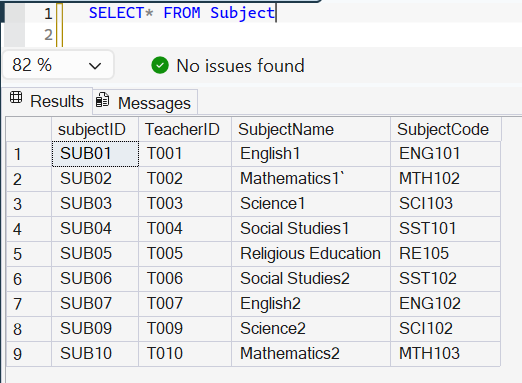 1 SELECT* FROM Subject
2
82 % No issues found
Results Messages
subjectID TeacherID SubjectName SubjectCode
1 SUB01 T001 English1 ENG101
2 SUB02 T002 Mathematics1` MTH102
3 SUB03 T003 Science1 SCI103
4 SUB04 T004 Social Studies1 SST101
5 SUB05 T005 Religious Education RE105
6 SUB06 T006 Social Studies2 SST102
7 SUB07 T007 English2 ENG102
8 SUB09 T009 Science2 SCI102
9 SUB10 T010 Mathematics2 MTH103